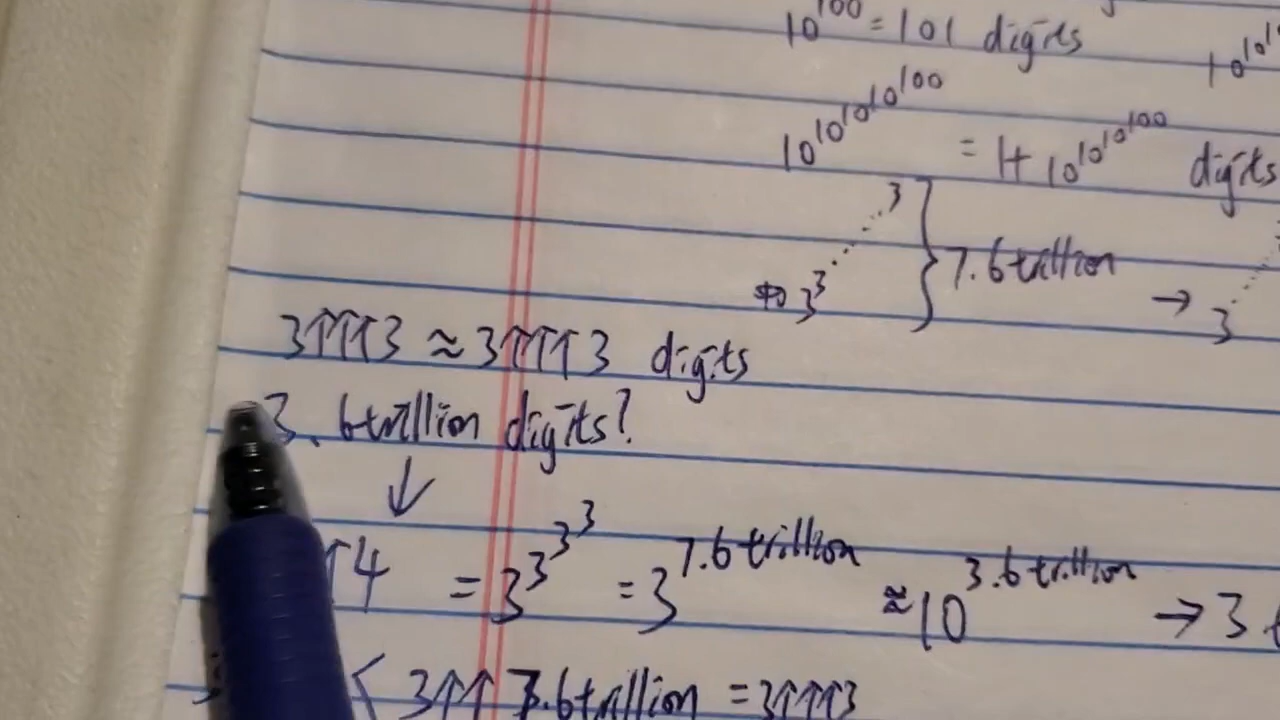 10^100 = 101 digits
10^10^10^10^100 = 1+10^10^10^100 digits
3^3^...^3 } 7.6 trillion → 3
3↑↑↑3 ≈ 3↑↑↑3 digits
3.6 trillion digits?
↓
↑4 = 3^3^3^3 = 3^7.6 trillion ≈ 10^3.6 trillion → 3
< 3↑↑7.6 trillion = 3↑↑↑3